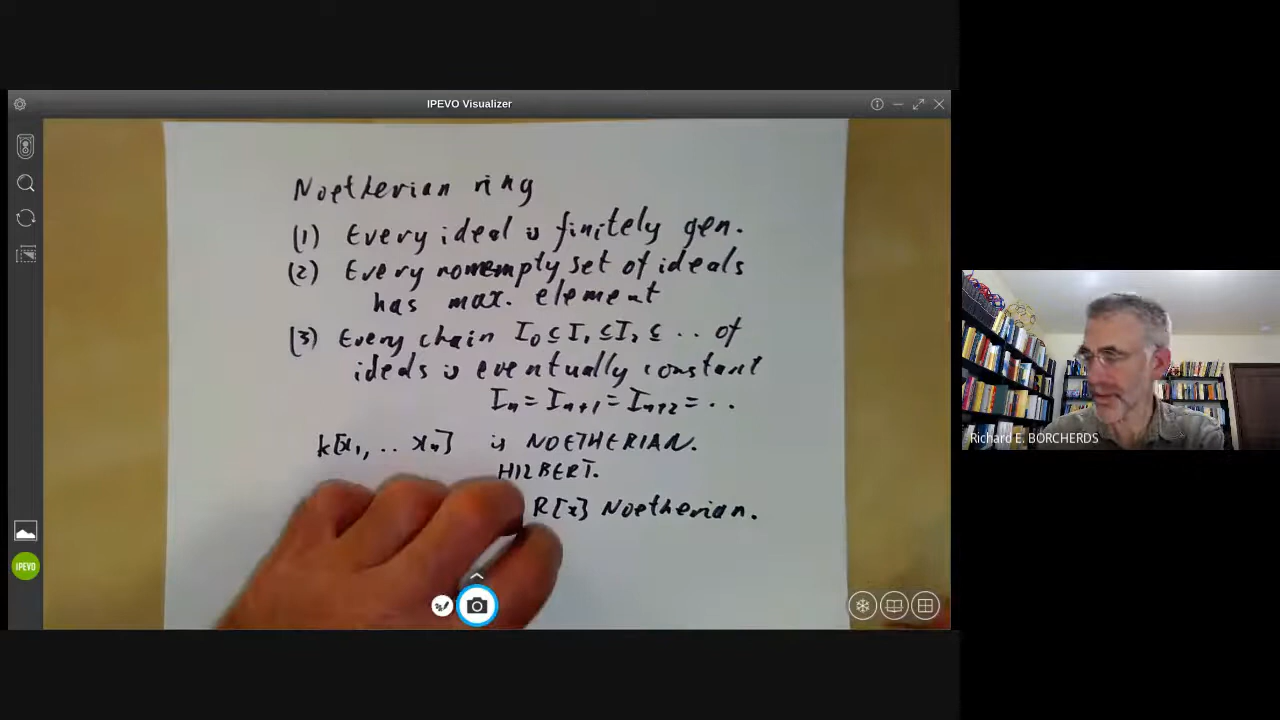 IPEVO Visualizer
Noetherian ring
(1) Every ideal is finitely gen.
(2) Every nonempty set of ideals
has max. element
(3) Every chain I₀ ⊆ I₁ ⊆ I₂ ⊆ .. of
ideals is eventually constant
Iₙ = Iₙ₊₁ = Iₙ₊₂ = ..
k[x₁, .. xₙ] is NOETHERIAN.
HILBERT.
R[x] Noetherian.
Richard E. BORCHERDS
IPEVO